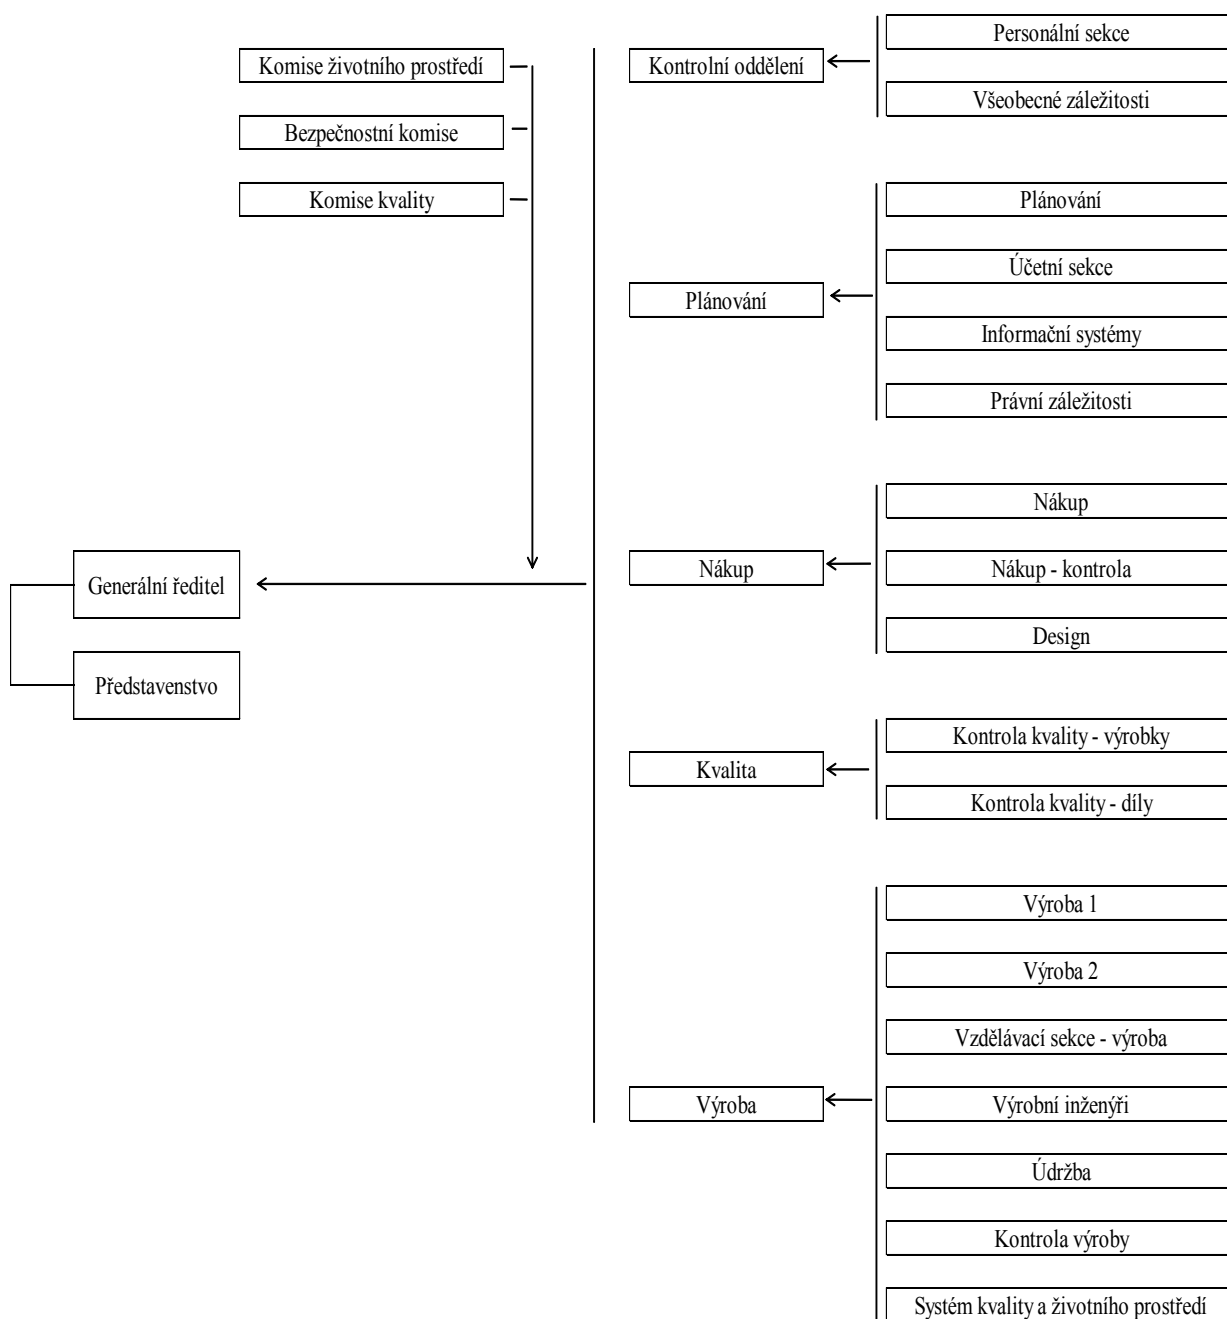 Personální sekce
Komise životního prostředí
Kontrolní oddělení
Všeobecné záležitosti
Bezpečnostní komise
Komise kvality
Plánování
Účetní sekce
Plánování
Informační systémy
Právní záležitosti
Nákup
Nákup
Nákup - kontrola
Generální ředitel
Design
Představenstvo
Kontrola kvality - výrobky
Kvalita
Kontrola kvality - díly
Výroba 1
Výroba 2
Vzdělávací sekce - výroba
Výroba
Výrobní inženýři
Údržba
Kontrola výroby
Systém kvality a životního prostředí